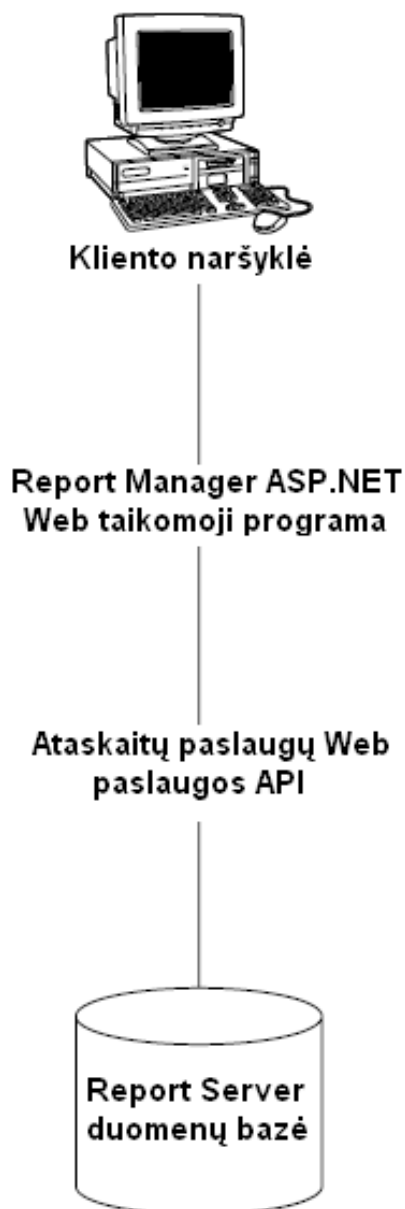 Kliento naršyklė
Report Manager ASP.NET
Web taikomoji programa
Ataskaitų paslaugų Web
paslaugos API
Report Server
duomenų bazė